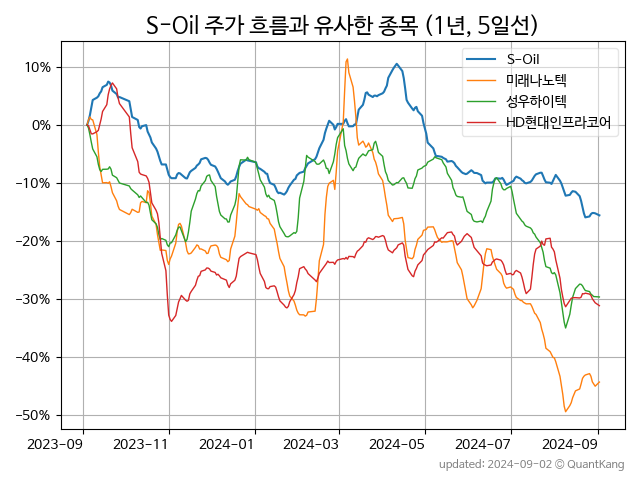 S-Oil 주가 흐름과 유사한 종목 (1년, 5일선)
S-Oil
미래나노텍
성우하이텍
HD현대인프라코어
10%
0%
−10%
−20%
−30%
−40%
−50%
2023-09 2023-11 2024-01 2024-03 2024-05 2024-07 2024-09
updated: 2024-09-02 © QuantKang